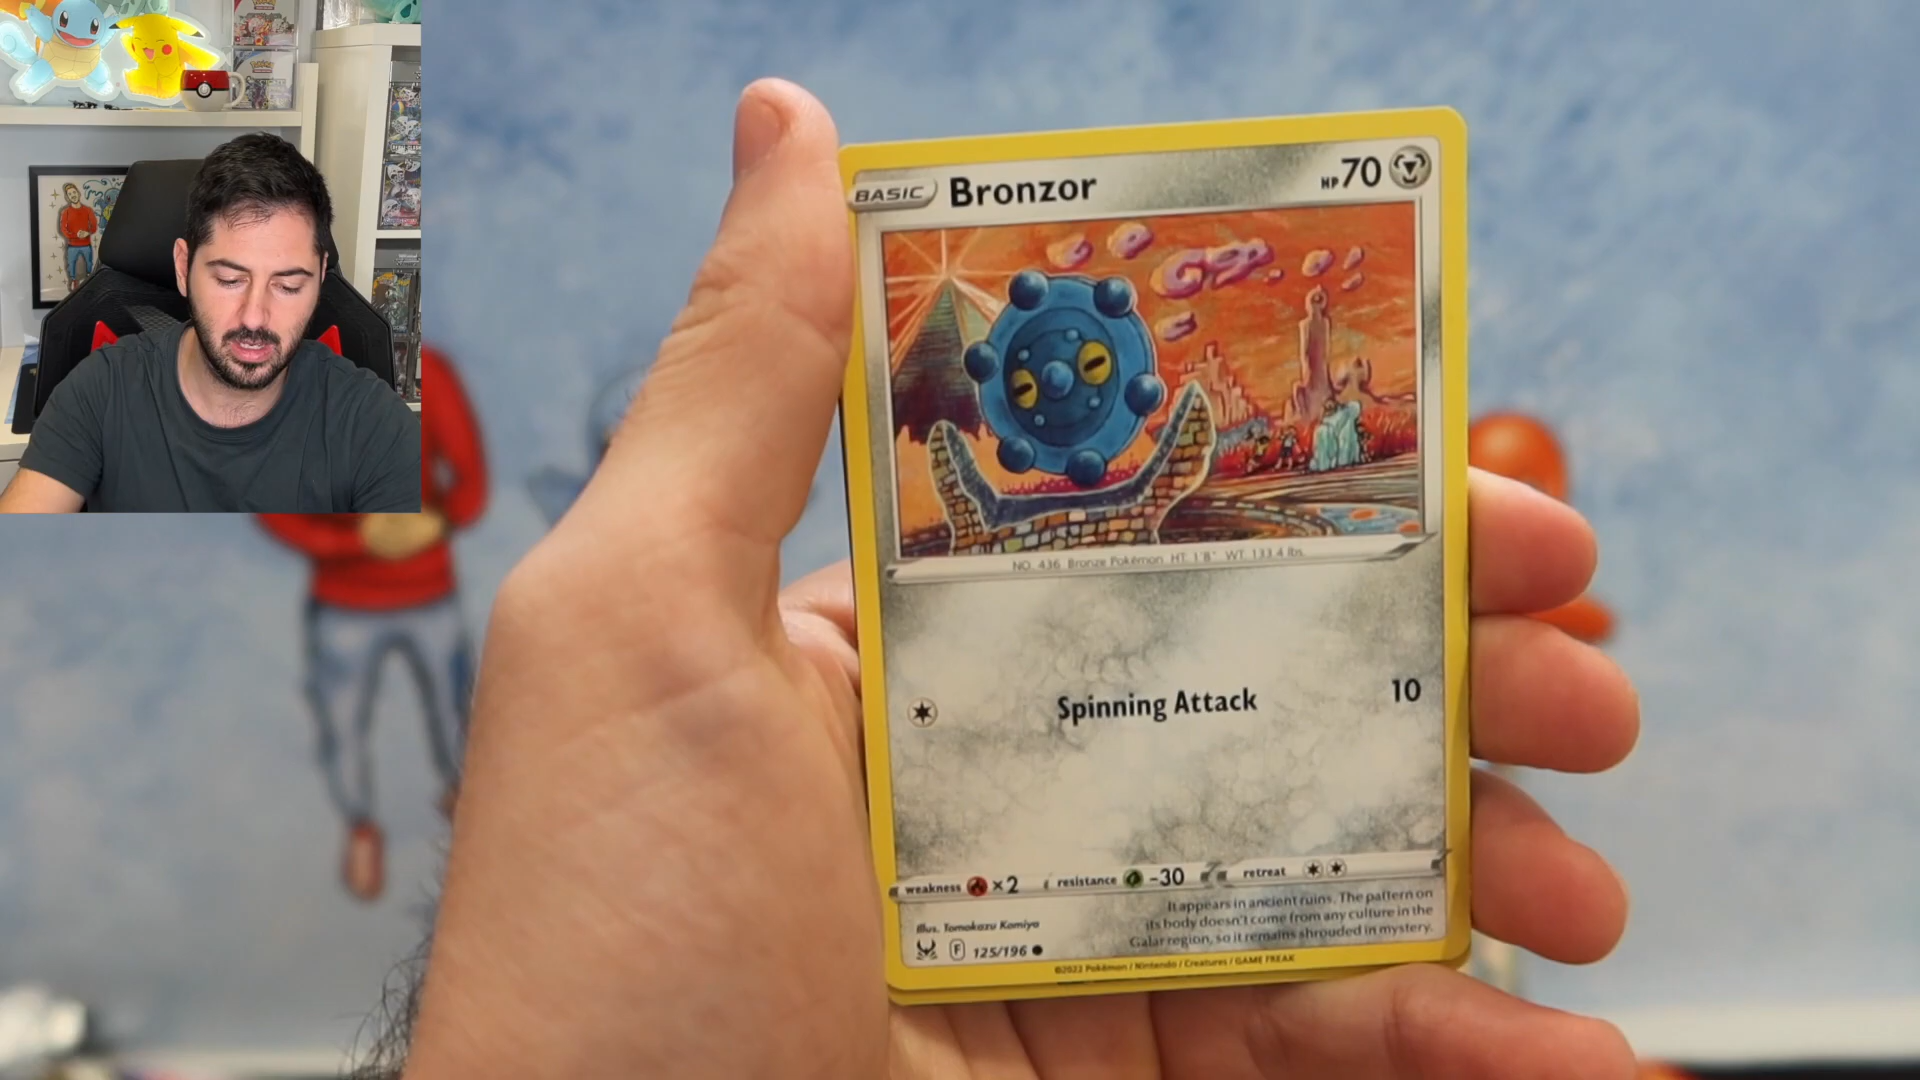 BASIC Bronzor HP 70
NO. 436 Bronze Pokémon HT: 1'8" WT: 133.4 lbs.
Spinning Attack 10
weakness ×2 resistance -30 retreat
It appears in ancient ruins. The pattern on
its body doesn't come from any culture in the
Galar region, so it remains shrouded in mystery.
Illus. Tomokazu Komiya
F 125/196
©2022 Pokémon / Nintendo / Creatures / GAME FREAK